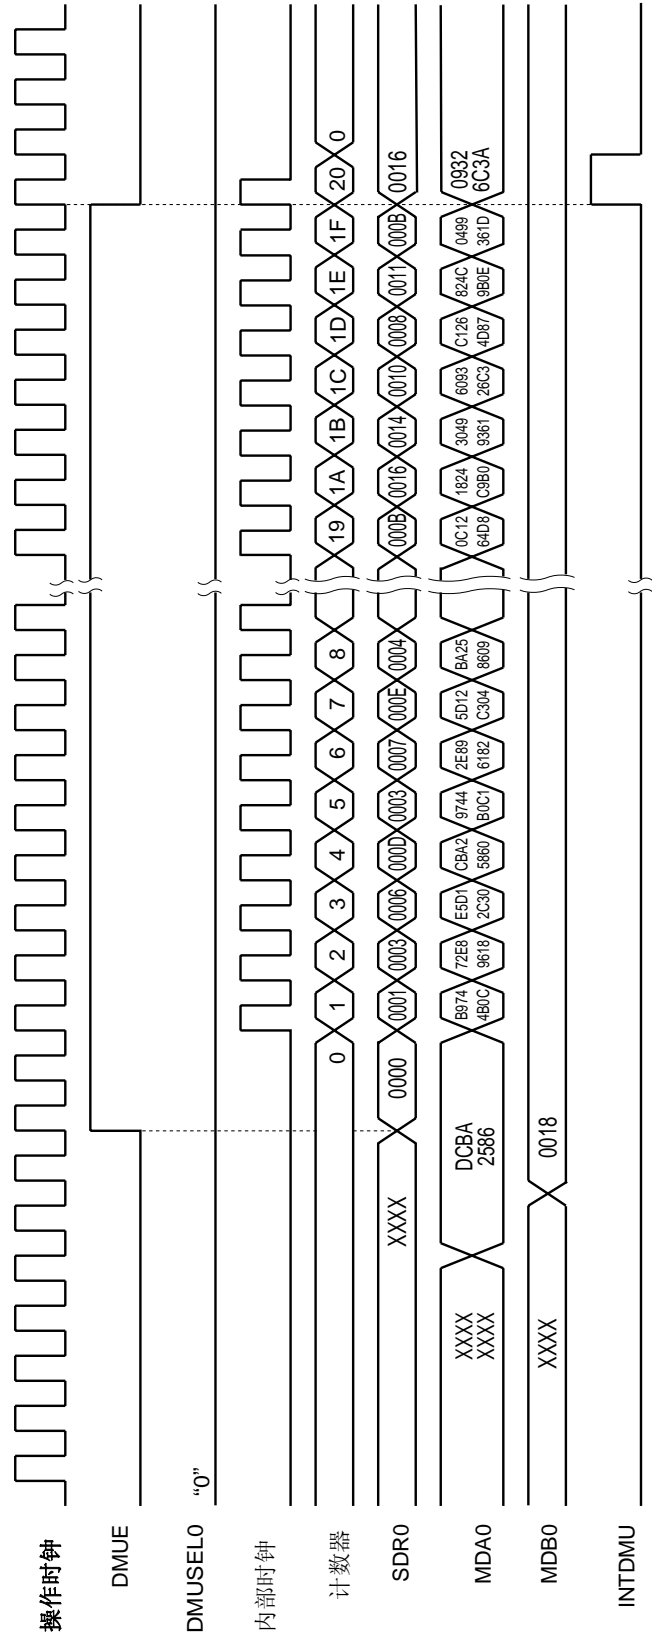 操作时钟
DMUE
DMUSEL0 “0”
内部时钟
计数器 0 1 2 3 4 5 6 7 8 19 1A 1B 1C 1D 1E 1F 20 0
SDR0 XXXX 0000 0001 0003 0006 000D 0003 0007 000E 0004 000B 0016 0014 0010 0008 0011 000B 0016
XXXX DCBA B974 72E8 E5D1 CBA2 9744 2E89 5D12 BA25 0C12 1824 3049 6093 C126 824C 0499 0932
MDA0
XXXX 2586 4B0C 9618 2C30 5860 B0C1 6182 C304 8609 64D8 C9B0 9361 26C3 4D87 9B0E 361D 6C3A
MDB0 XXXX 0018
INTDMU